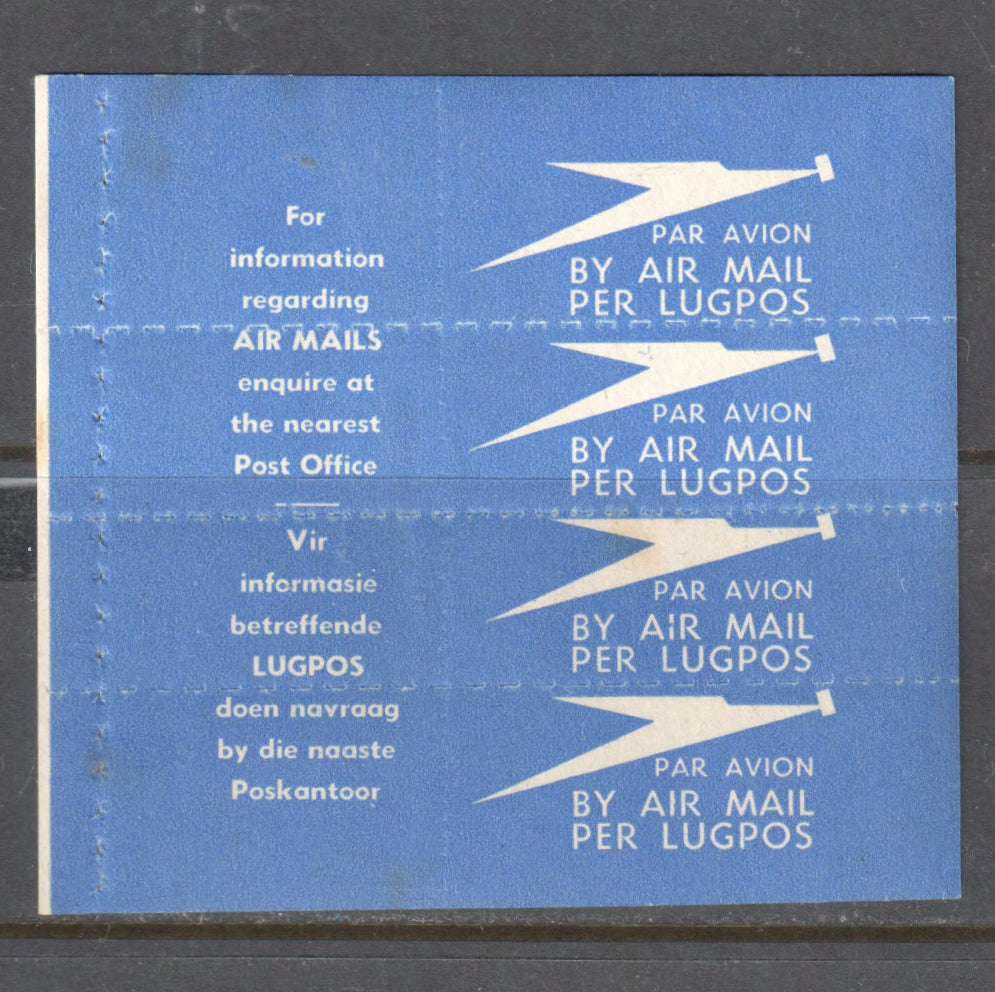 For
information
regarding
AIR MAILS
enquire at
the nearest
Post Office
Vir
informasie
betreffende
LUGPOS
doen navraag
by die naaste
Poskantoor
PAR AVION
BY AIR MAIL
PER LUGPOS
PAR AVION
BY AIR MAIL
PER LUGPOS
PAR AVION
BY AIR MAIL
PER LUGPOS
PAR AVION
BY AIR MAIL
PER LUGPOS